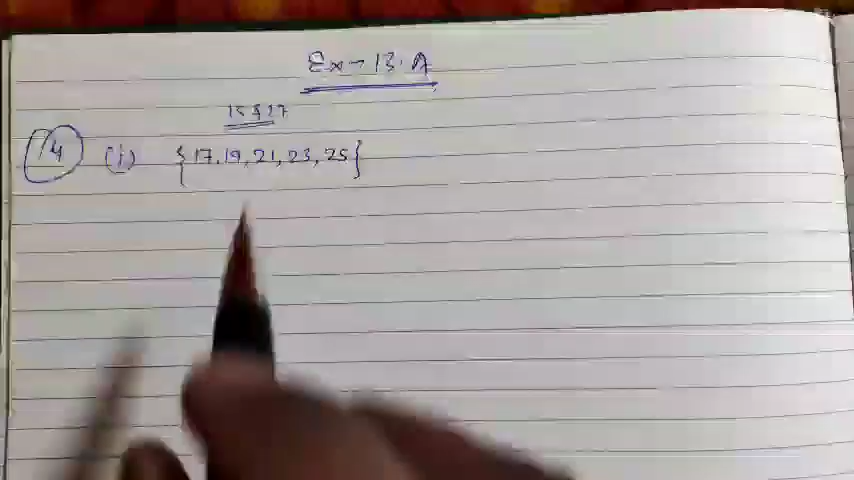 Ex - 13.A
15 & 27
14 (i) {17, 19, 21, 23, 25}